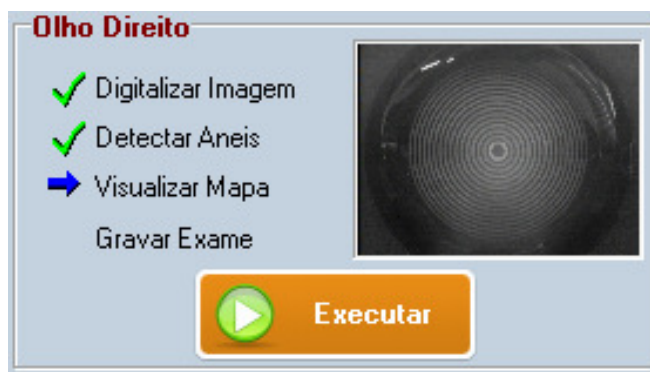 Olho Direito
Digitalizar Imagem
Detectar Aneis
Visualizar Mapa
Gravar Exame
Executar